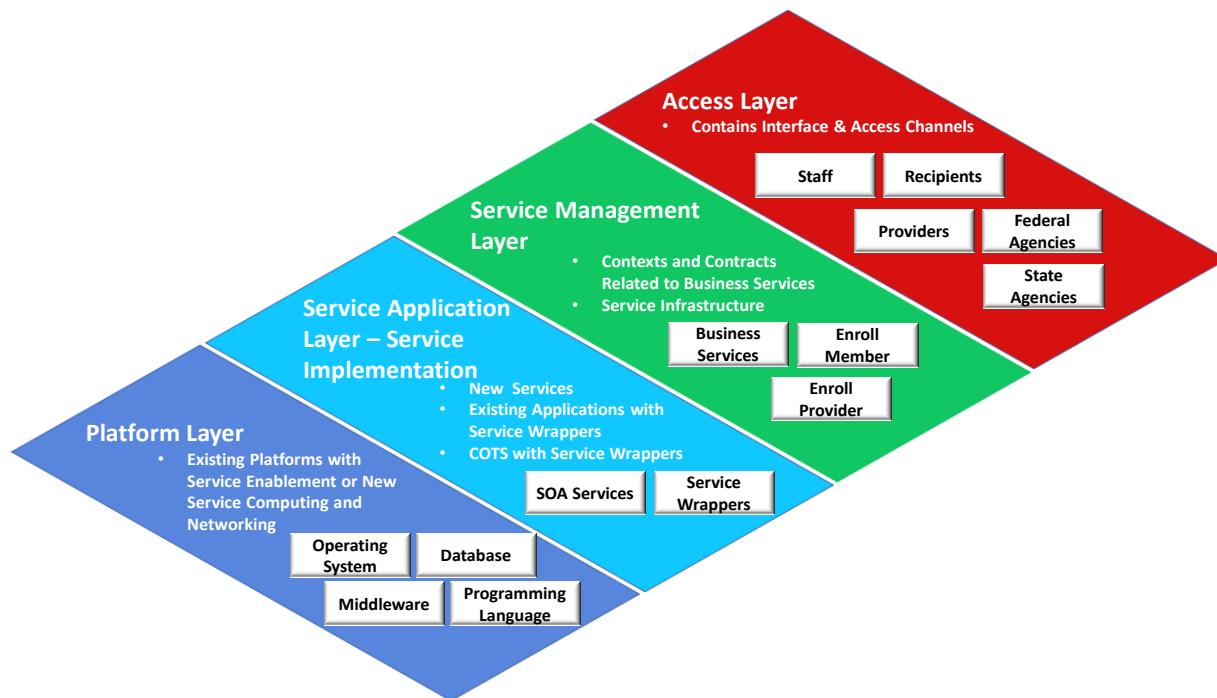 Access Layer
• Contains Interface & Access Channels
Staff
Recipients
Providers
Federal
Agencies
State
Agencies
Service Management
Layer
• Contexts and Contracts
Related to Business Services
• Service Infrastructure
Business
Services
Enroll
Member
Enroll
Provider
Service Application
Layer – Service
Implementation
• New Services
• Existing Applications with
Service Wrappers
• COTS with Service Wrappers
SOA Services
Service
Wrappers
Platform Layer
• Existing Platforms with
Service Enablement or New
Service Computing and
Networking
Operating
System
Database
Middleware
Programming
Language